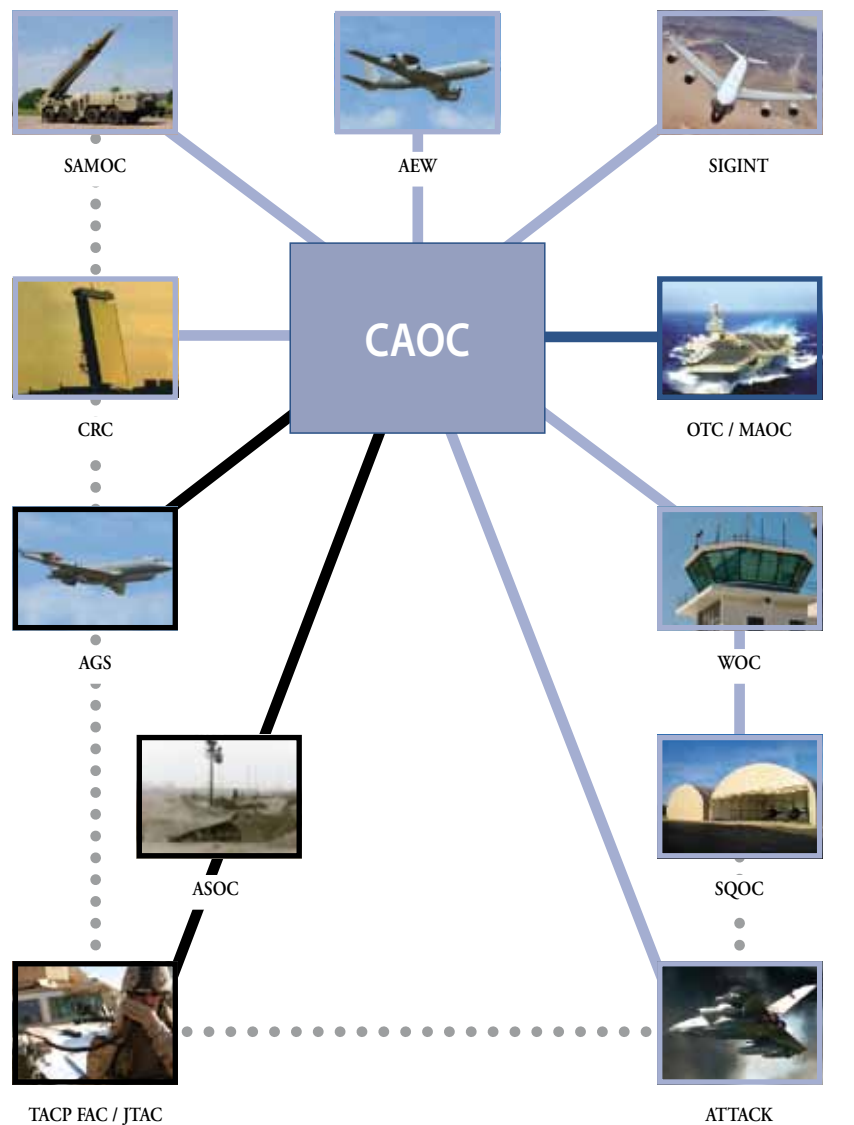 SAMOC
AEW
SIGINT
CAOC
CRC
OTC / MAOC
AGS
WOC
ASOC
SQOC
TACP FAC / JTAC
ATTACK